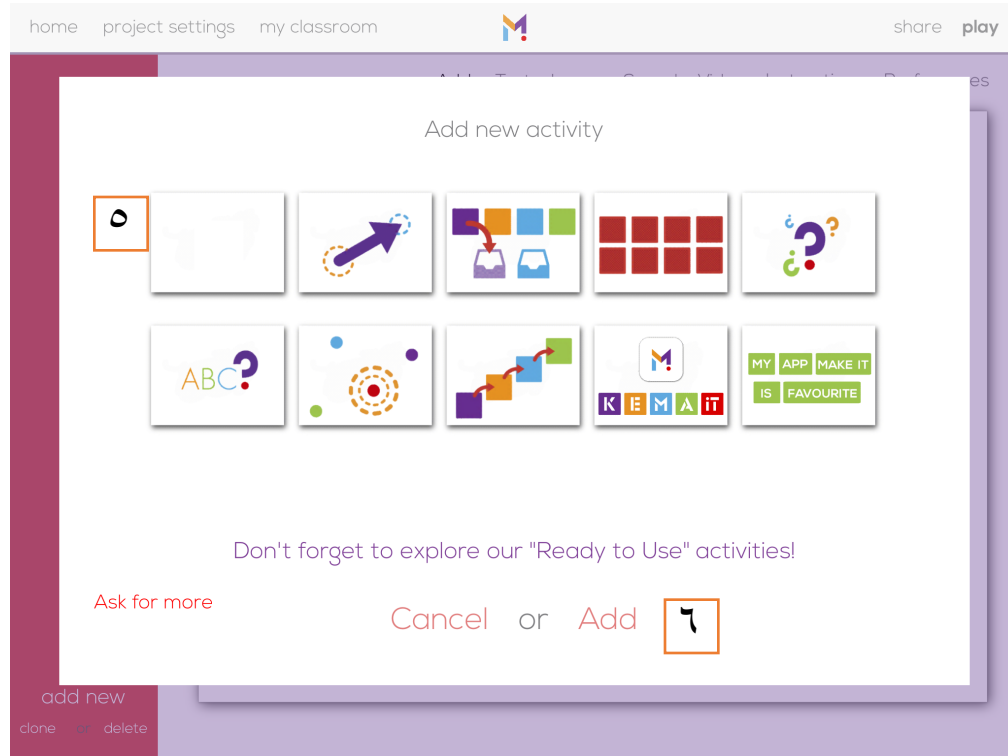 home project settings my classroom share play
Add new activity
٥
ABC?
K E M A iT
MY APP MAKE IT
IS FAVOURITE
Don't forget to explore our "Ready to Use" activities!
Ask for more
Cancel or Add ٦
add new
clone or delete